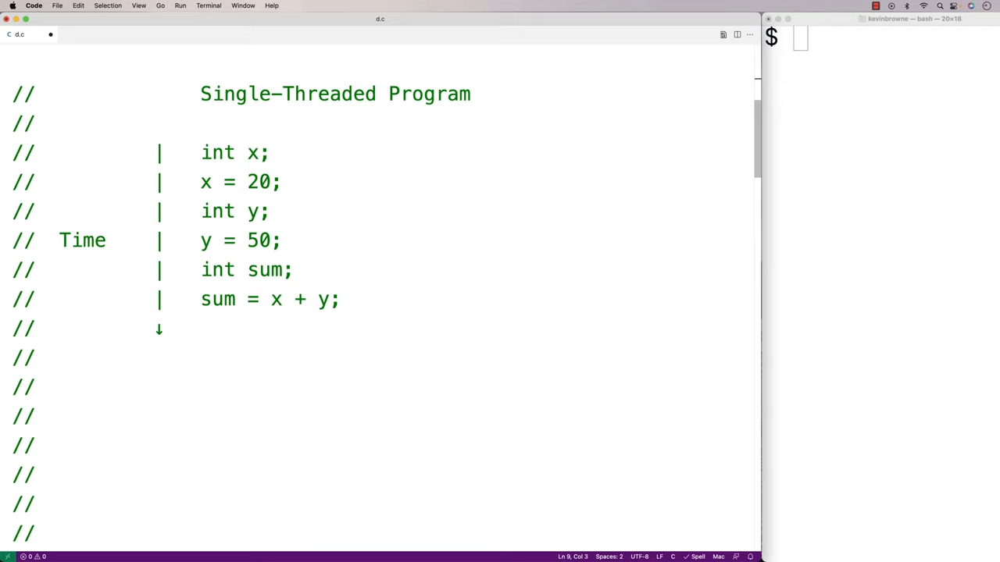 Code File Edit Selection View Go Run Terminal Window Help
d.c
kevinbrowne — bash — 20×18
C d.c
$
// Single-Threaded Program
//
// | int x;
// | x = 20;
// | int y;
// Time | y = 50;
// | int sum;
// | sum = x + y;
// ↓
//
//
//
//
//
//
//
0 0 Ln 9, Col 3 Spaces: 2 UTF-8 LF C Spell Mac